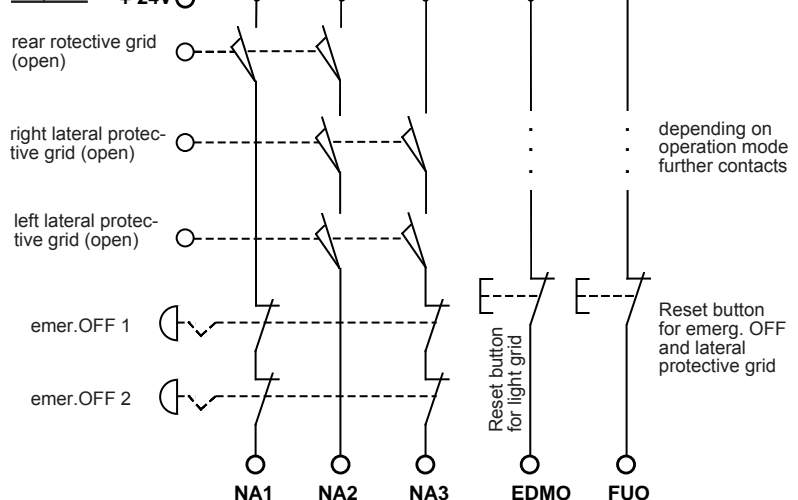 + 24V
rear rotective grid
(open)
right lateral protec-
tive grid (open)
depending on
operation mode
further contacts
left lateral protec-
tive grid (open)
emer.OFF 1
Reset button
for emerg. OFF
and lateral
protective grid
Reset button
for light grid
emer.OFF 2
NA1 NA2 NA3 EDMO FUO